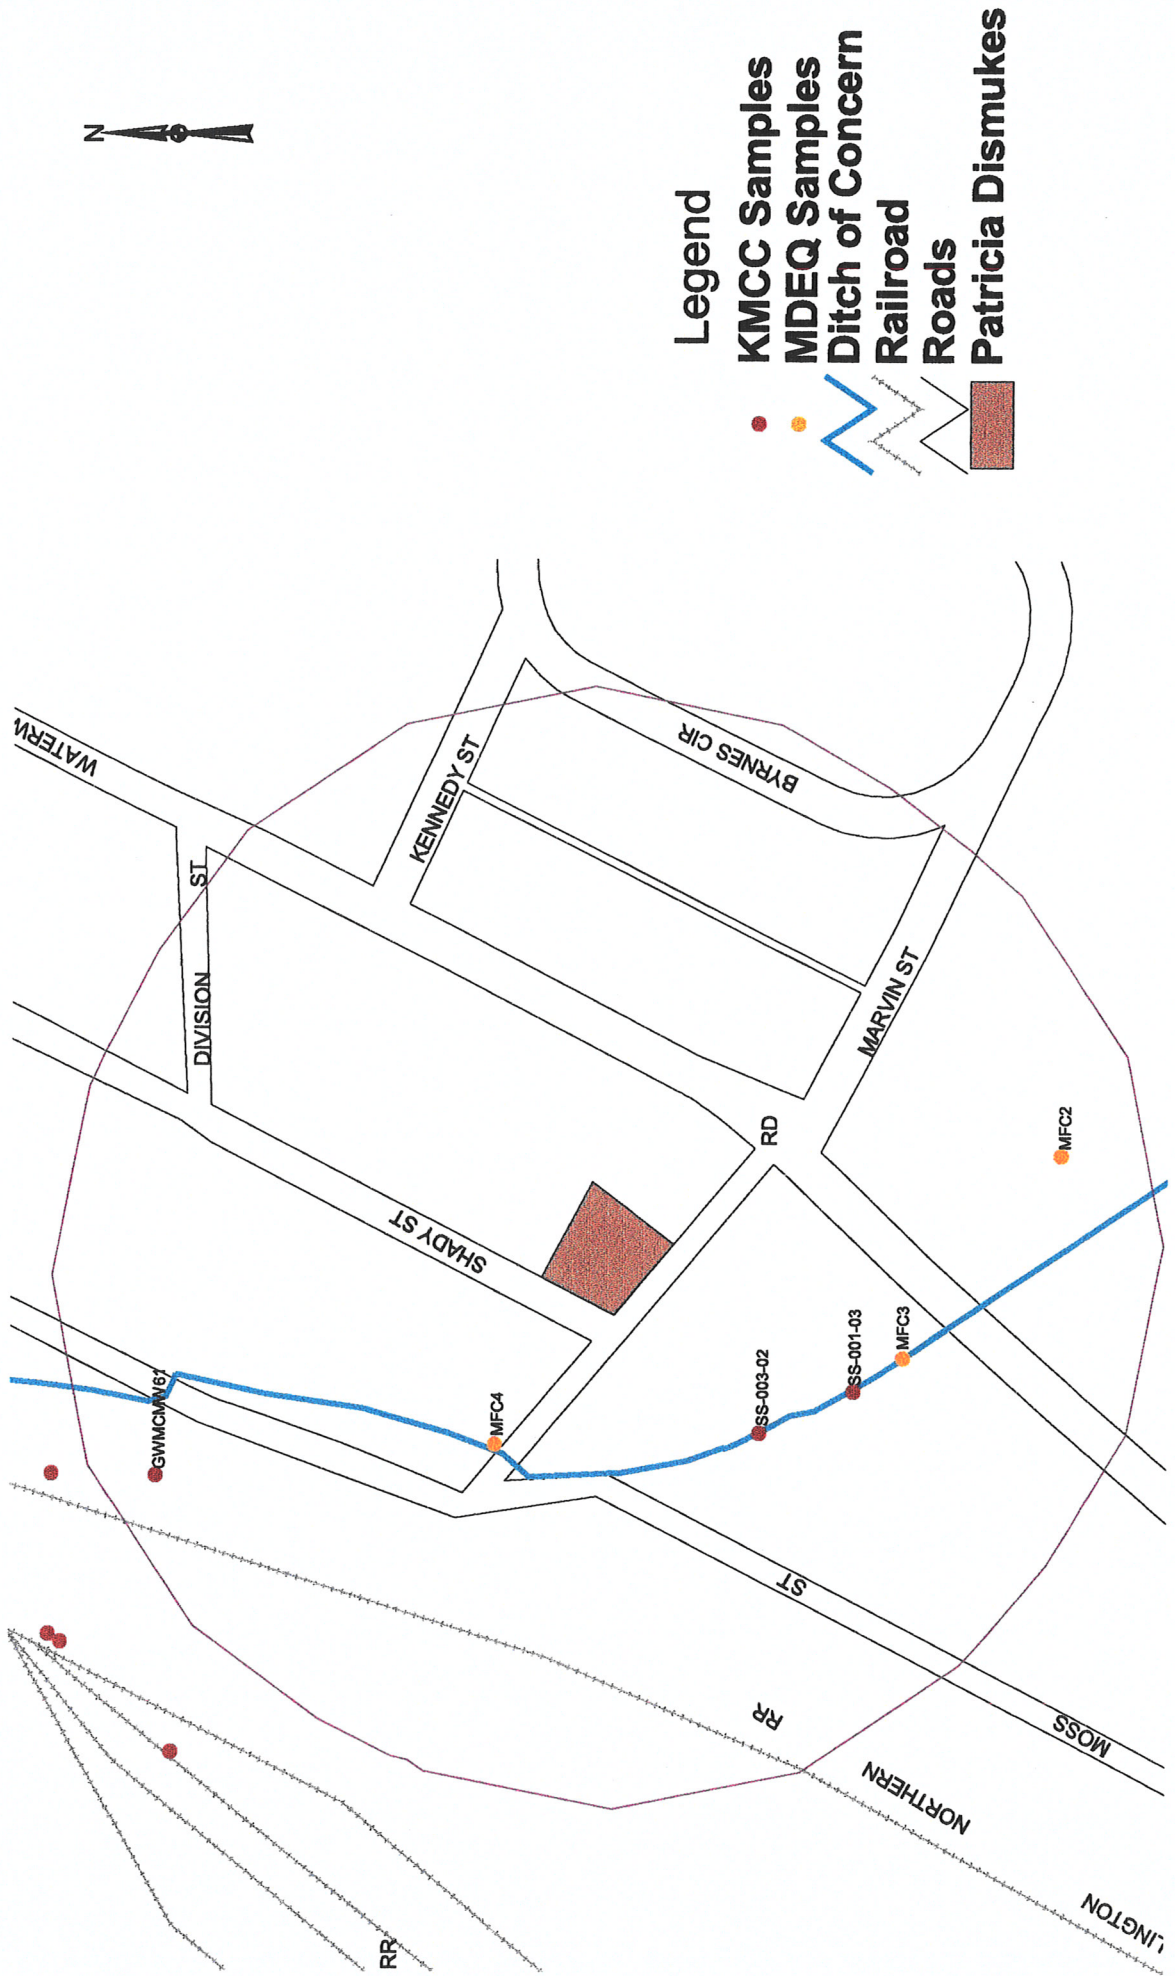 N
Legend
KMCC Samples
MDEQ Samples
Ditch of Concern
Railroad
Roads
Patricia Dismukes
WATERW
DIVISION ST
KENNEDY ST
BYRNES CIR
SHADY ST
MARVIN ST
RD
MFC2
MFC3
SS-001-03
SS-003-02
MFC4
MOSS ST
RR
NORTHERN
LINGTON
RR